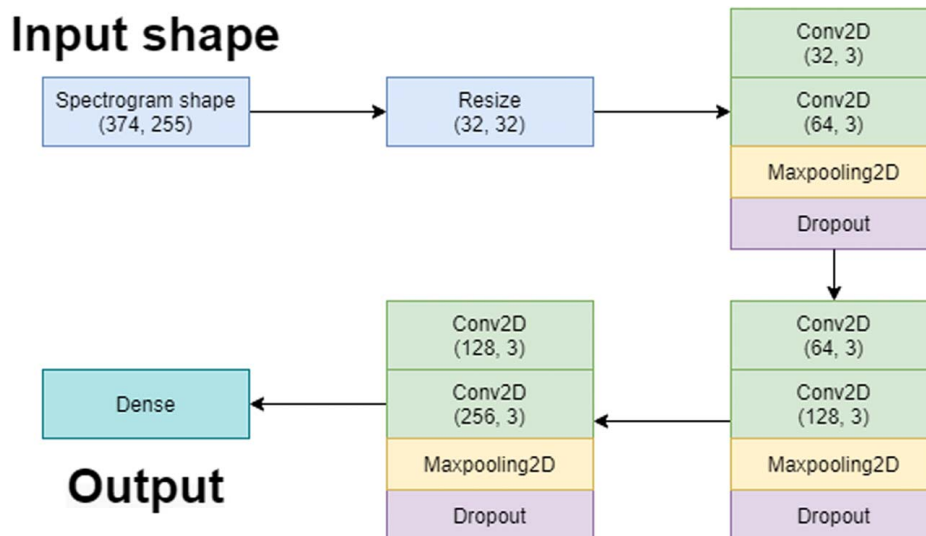 Input shape
Spectrogram shape
(374, 255)
Resize
(32, 32)
Conv2D
(32, 3)
Conv2D
(64, 3)
Maxpooling2D
Dropout
Conv2D
(64, 3)
Conv2D
(128, 3)
Maxpooling2D
Dropout
Conv2D
(128, 3)
Conv2D
(256, 3)
Maxpooling2D
Dropout
Dense
Output